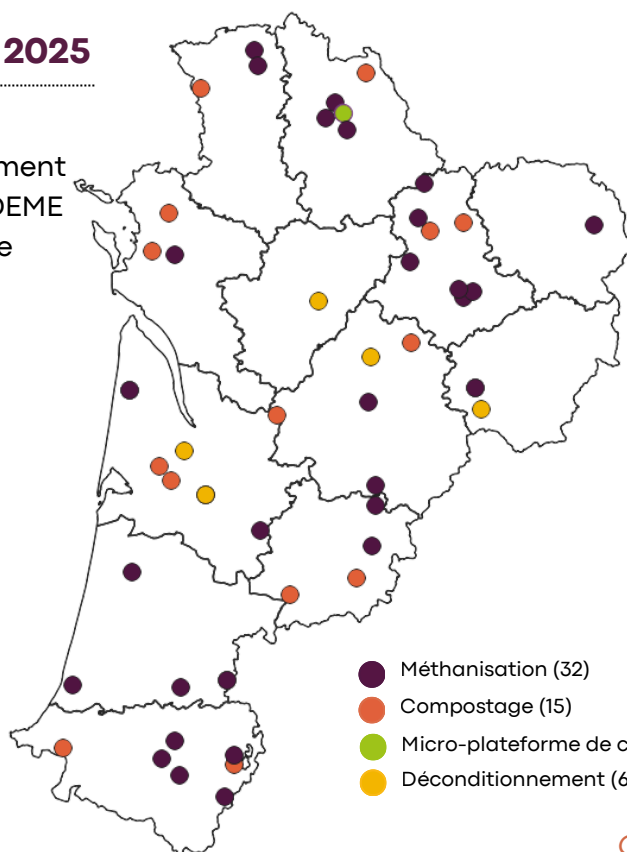 2025
ment
DEME
e
Méthanisation (32)
Compostage (15)
Micro-plateforme de c
Déconditionnement (6